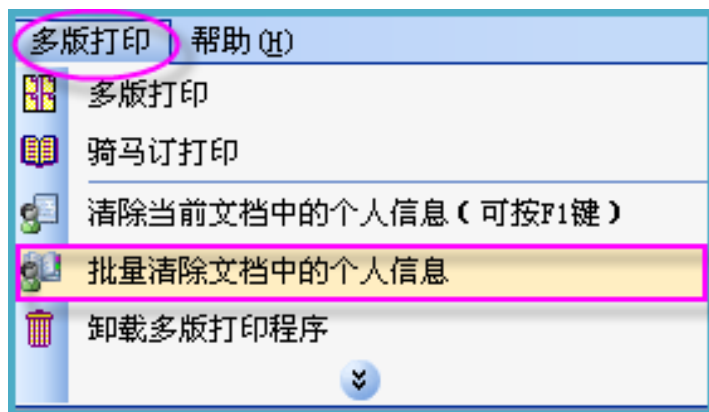 多版打印 帮助(H)
多版打印
骑马订打印
清除当前文档中的个人信息(可按F1键)
批量清除文档中的个人信息
卸载多版打印程序